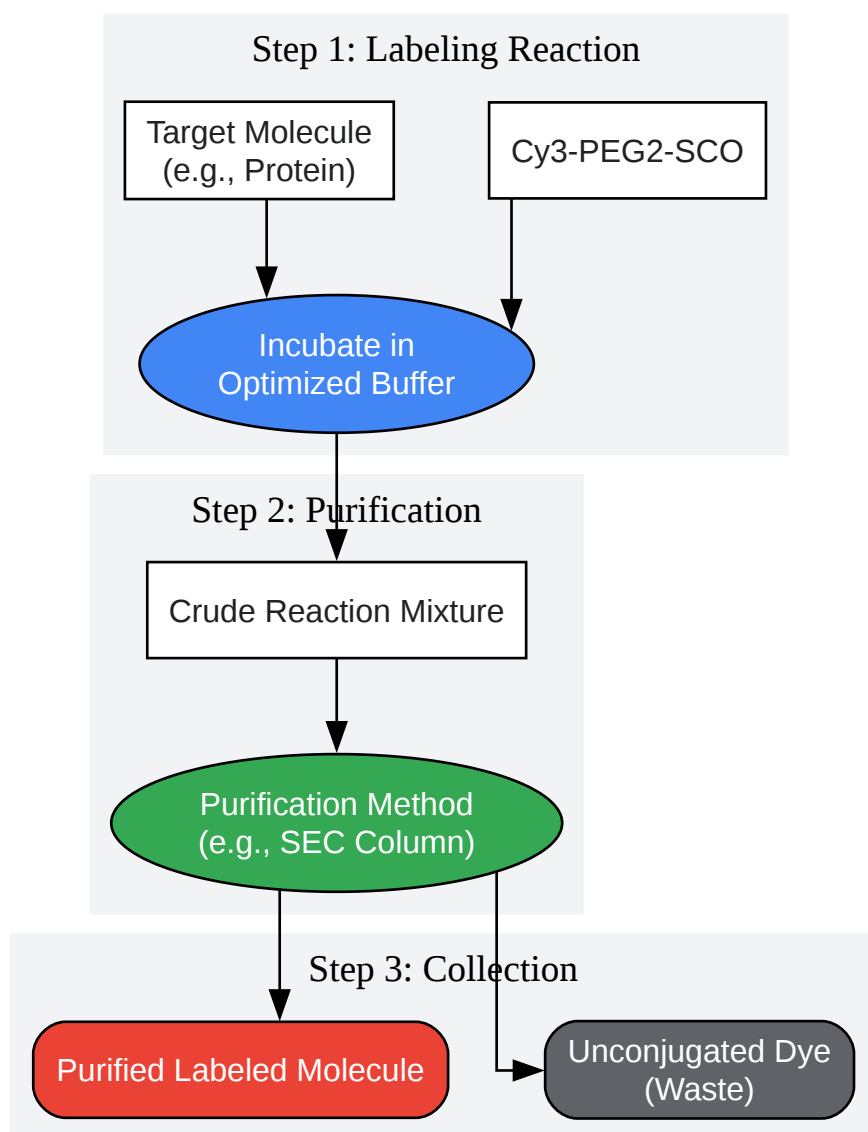 Step 1: Labeling Reaction
Target Molecule
(e.g., Protein)
Cy3-PEG2-SCO
Incubate in
Optimized Buffer
Step 2: Purification
Crude Reaction Mixture
Purification Method
(e.g., SEC Column)
Step 3: Collection
Purified Labeled Molecule
Unconjugated Dye
(Waste)